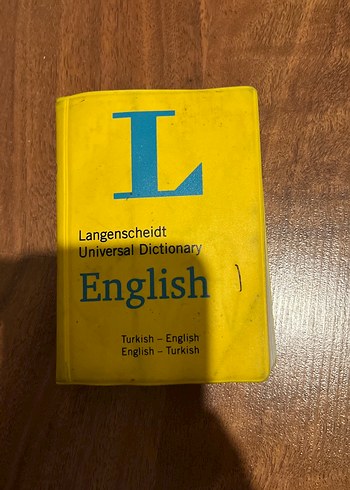 L
Langenscheidt
Universal Dictionary
English
Turkish – English
English – Turkish